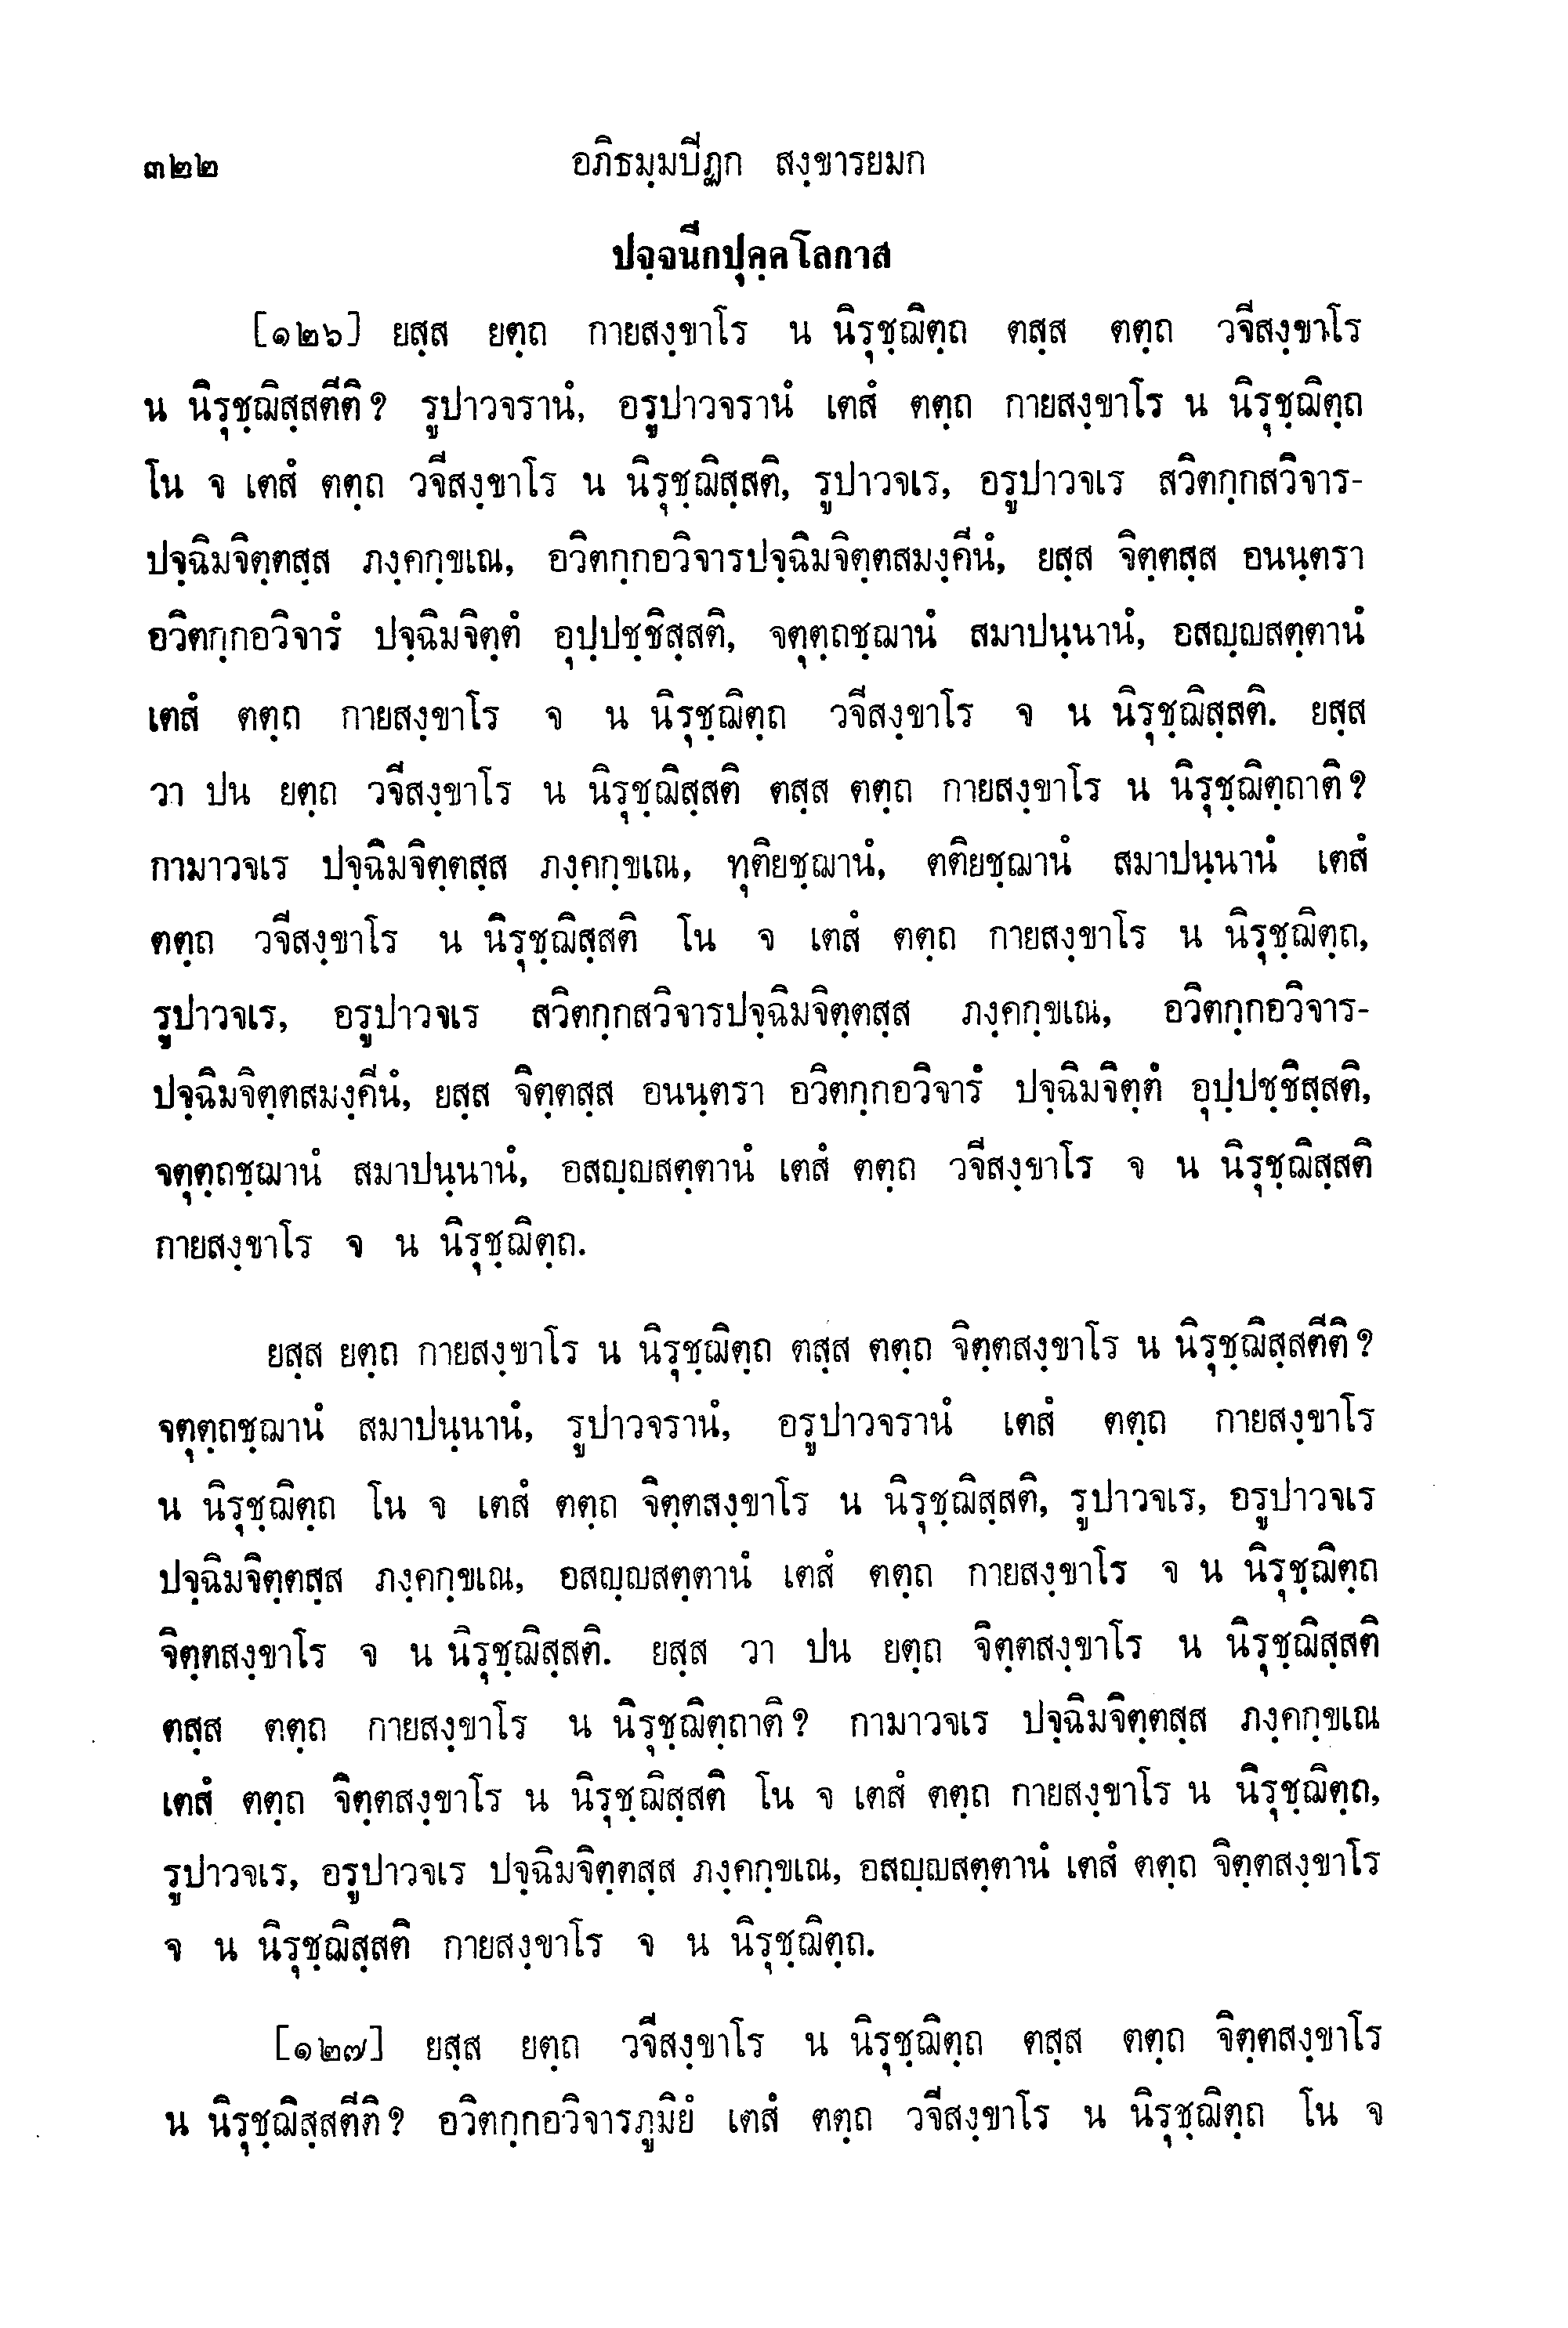 ๓๒๒ อภิธมฺมปีฏก สงฺขารยมก
ปจฺจนีกปุคฺคโลกาส
[๑๒๖] ยสฺส ยตฺถ กายสงฺขาโร น นิรุชฺฌิตฺถ ตสฺส ตตฺถ วจีสงฺขาโร
น นิรุชฺฌิสฺสตีติ? รูปาวจรานํ, อรูปาวจรานํ เตสํ ตตฺถ กายสงฺขาโร น นิรุชฺฌิตฺถ
โน จ เตสํ ตตฺถ วจีสงฺขาโร น นิรุชฺฌิสฺสติ, รูปาวจเร, อรูปาวจเร สวิตกฺกสวิจาร-
ปจฺฉิมจิตฺตสฺส ภงฺคกฺขเณ, อวิตกฺกอวิจารปจฺฉิมจิตฺตสมงฺคีนํ, ยสฺส จิตฺตสฺส อนนฺตรา
อวิตกฺกอวิจารํ ปจฺฉิมจิตฺตํ อุปฺปชฺชิสฺสติ, จตุตฺถชฺฌานํ สมาปนฺนานํ, อสญฺญสตฺตานํ
เตสํ ตตฺถ กายสงฺขาโร จ น นิรุชฺฌิตฺถ วจีสงฺขาโร จ น นิรุชฺฌิสฺสติ. ยสฺส
วา ปน ยตฺถ วจีสงฺขาโร น นิรุชฺฌิสฺสติ ตสฺส ตตฺถ กายสงฺขาโร น นิรุชฺฌิตฺถาติ?
กามาวจเร ปจฺฉิมจิตฺตสฺส ภงฺคกฺขเณ, ทุติยชฺฌานํ, ตติยชฺฌานํ สมาปนฺนานํ เตสํ
ตตฺถ วจีสงฺขาโร น นิรุชฺฌิสฺสติ โน จ เตสํ ตตฺถ กายสงฺขาโร น นิรุชฺฌิตฺถ,
รูปาวจเร, อรูปาวจเร สวิตกฺกสวิจารปจฺฉิมจิตฺตสฺส ภงฺคกฺขเณ, อวิตกฺกอวิจาร-
ปจฺฉิมจิตฺตสมงฺคีนํ, ยสฺส จิตฺตสฺส อนนฺตรา อวิตกฺกอวิจารํ ปจฺฉิมจิตฺตํ อุปฺปชฺชิสฺสติ,
จตุตฺถชฺฌานํ สมาปนฺนานํ, อสญฺญสตฺตานํ เตสํ ตตฺถ วจีสงฺขาโร จ น นิรุชฺฌิสฺสติ
กายสงฺขาโร จ น นิรุชฺฌิตฺถ.
ยสฺส ยตฺถ กายสงฺขาโร น นิรุชฺฌิตฺถ ตสฺส ตตฺถ จิตฺตสงฺขาโร น นิรุชฺฌิสฺสตีติ?
จตุตฺถชฺฌานํ สมาปนฺนานํ, รูปาวจรานํ, อรูปาวจรานํ เตสํ ตตฺถ กายสงฺขาโร
น นิรุชฺฌิตฺถ โน จ เตสํ ตตฺถ จิตฺตสงฺขาโร น นิรุชฺฌิสฺสติ, รูปาวจเร, อรูปาวจเร
ปจฺฉิมจิตฺตสฺส ภงฺคกฺขเณ, อสญฺญสตฺตานํ เตสํ ตตฺถ กายสงฺขาโร จ น นิรุชฺฌิตฺถ
จิตฺตสงฺขาโร จ น นิรุชฺฌิสฺสติ. ยสฺส วา ปน ยตฺถ จิตฺตสงฺขาโร น นิรุชฺฌิสฺสติ
ตสฺส ตตฺถ กายสงฺขาโร น นิรุชฺฌิตฺถาติ? กามาวจเร ปจฺฉิมจิตฺตสฺส ภงฺคกฺขเณ
เตสํ ตตฺถ จิตฺตสงฺขาโร น นิรุชฺฌิสฺสติ โน จ เตสํ ตตฺถ กายสงฺขาโร น นิรุชฺฌิตฺถ,
รูปาวจเร, อรูปาวจเร ปจฺฉิมจิตฺตสฺส ภงฺคกฺขเณ, อสญฺญสตฺตานํ เตสํ ตตฺถ จิตฺตสงฺขาโร
จ น นิรุชฺฌิสฺสติ กายสงฺขาโร จ น นิรุชฺฌิตฺถ.
[๑๒๗] ยสฺส ยตฺถ วจีสงฺขาโร น นิรุชฺฌิตฺถ ตสฺส ตตฺถ จิตฺตสงฺขาโร
น นิรุชฺฌิสฺสตีติ? อวิตกฺกอวิจารภูมิยํ เตสํ ตตฺถ วจีสงฺขาโร น นิรุชฺฌิตฺถ โน จ